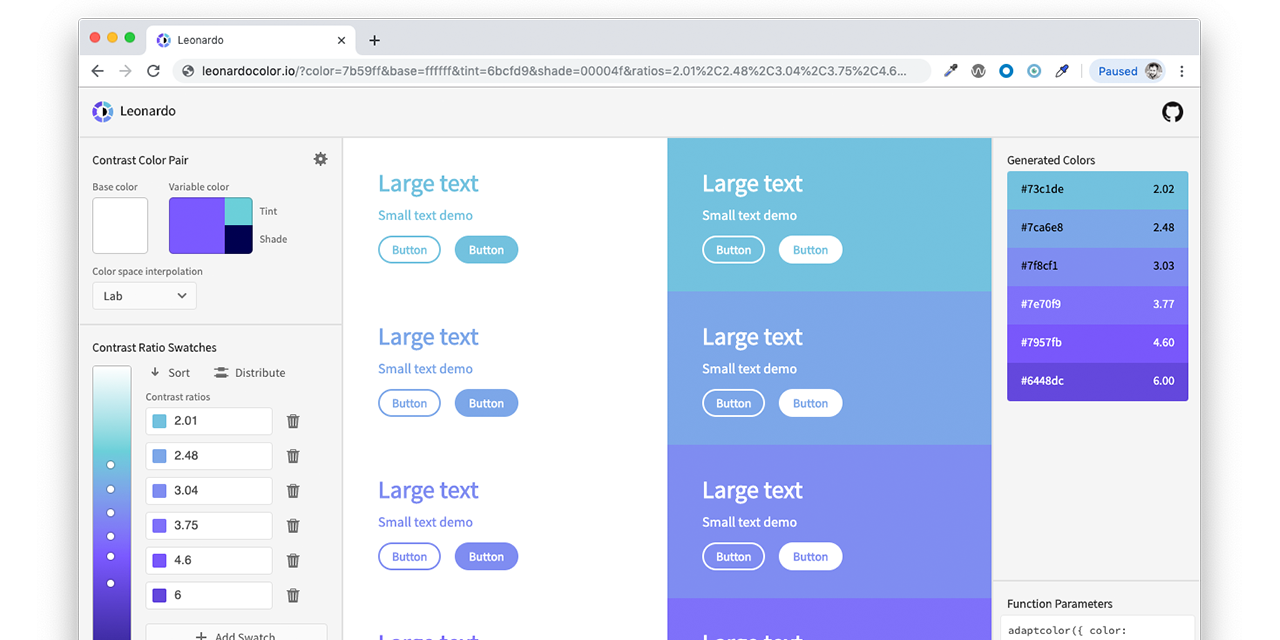 Leonardo
leonardocolor.io/?color=7b59ff&base=ffffff&tint=6bcfd9&shade=00004f&ratios=2.01%2C2.48%2C3.04%2C3.75%2C4.6...
Paused
Leonardo
Contrast Color Pair
Base color
Variable color
Tint
Shade
Color space interpolation
Lab
Contrast Ratio Swatches
Sort
Distribute
Contrast ratios
2.01
2.48
3.04
3.75
4.6
6
Add Swatch
Large text
Small text demo
Button Button
Large text
Small text demo
Button Button
Large text
Small text demo
Button Button
Large text
Large text
Small text demo
Button Button
Large text
Small text demo
Button Button
Large text
Small text demo
Button Button
Large text
Generated Colors
#73c1de 2.02
#7ca6e8 2.48
#7f8cf1 3.03
#7e70f9 3.77
#7957fb 4.60
#6448dc 6.00
Function Parameters
adaptcolor({ color: